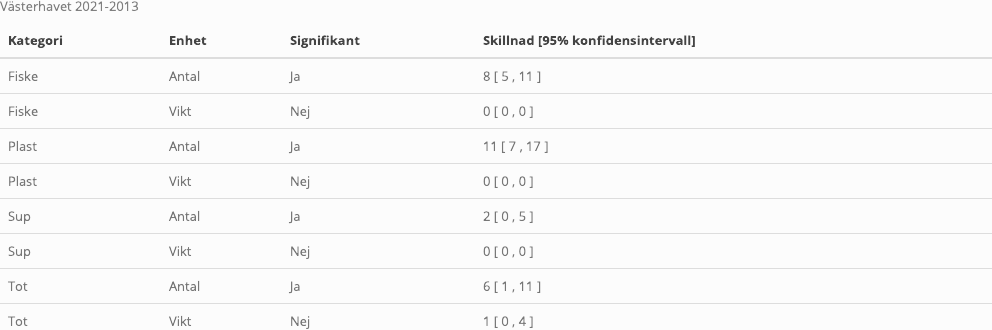 Västerhavet 2021-2013
Kategori Enhet Signifikant Skillnad [95% konfidensintervall]
Fiske Antal Ja 8 [ 5 , 11 ]
Fiske Vikt Nej 0 [ 0 , 0 ]
Plast Antal Ja 11 [ 7 , 17 ]
Plast Vikt Nej 0 [ 0 , 0 ]
Sup Antal Ja 2 [ 0 , 5 ]
Sup Vikt Nej 0 [ 0 , 0 ]
Tot Antal Ja 6 [ 1 , 11 ]
Tot Vikt Nej 1 [ 0 , 4 ]